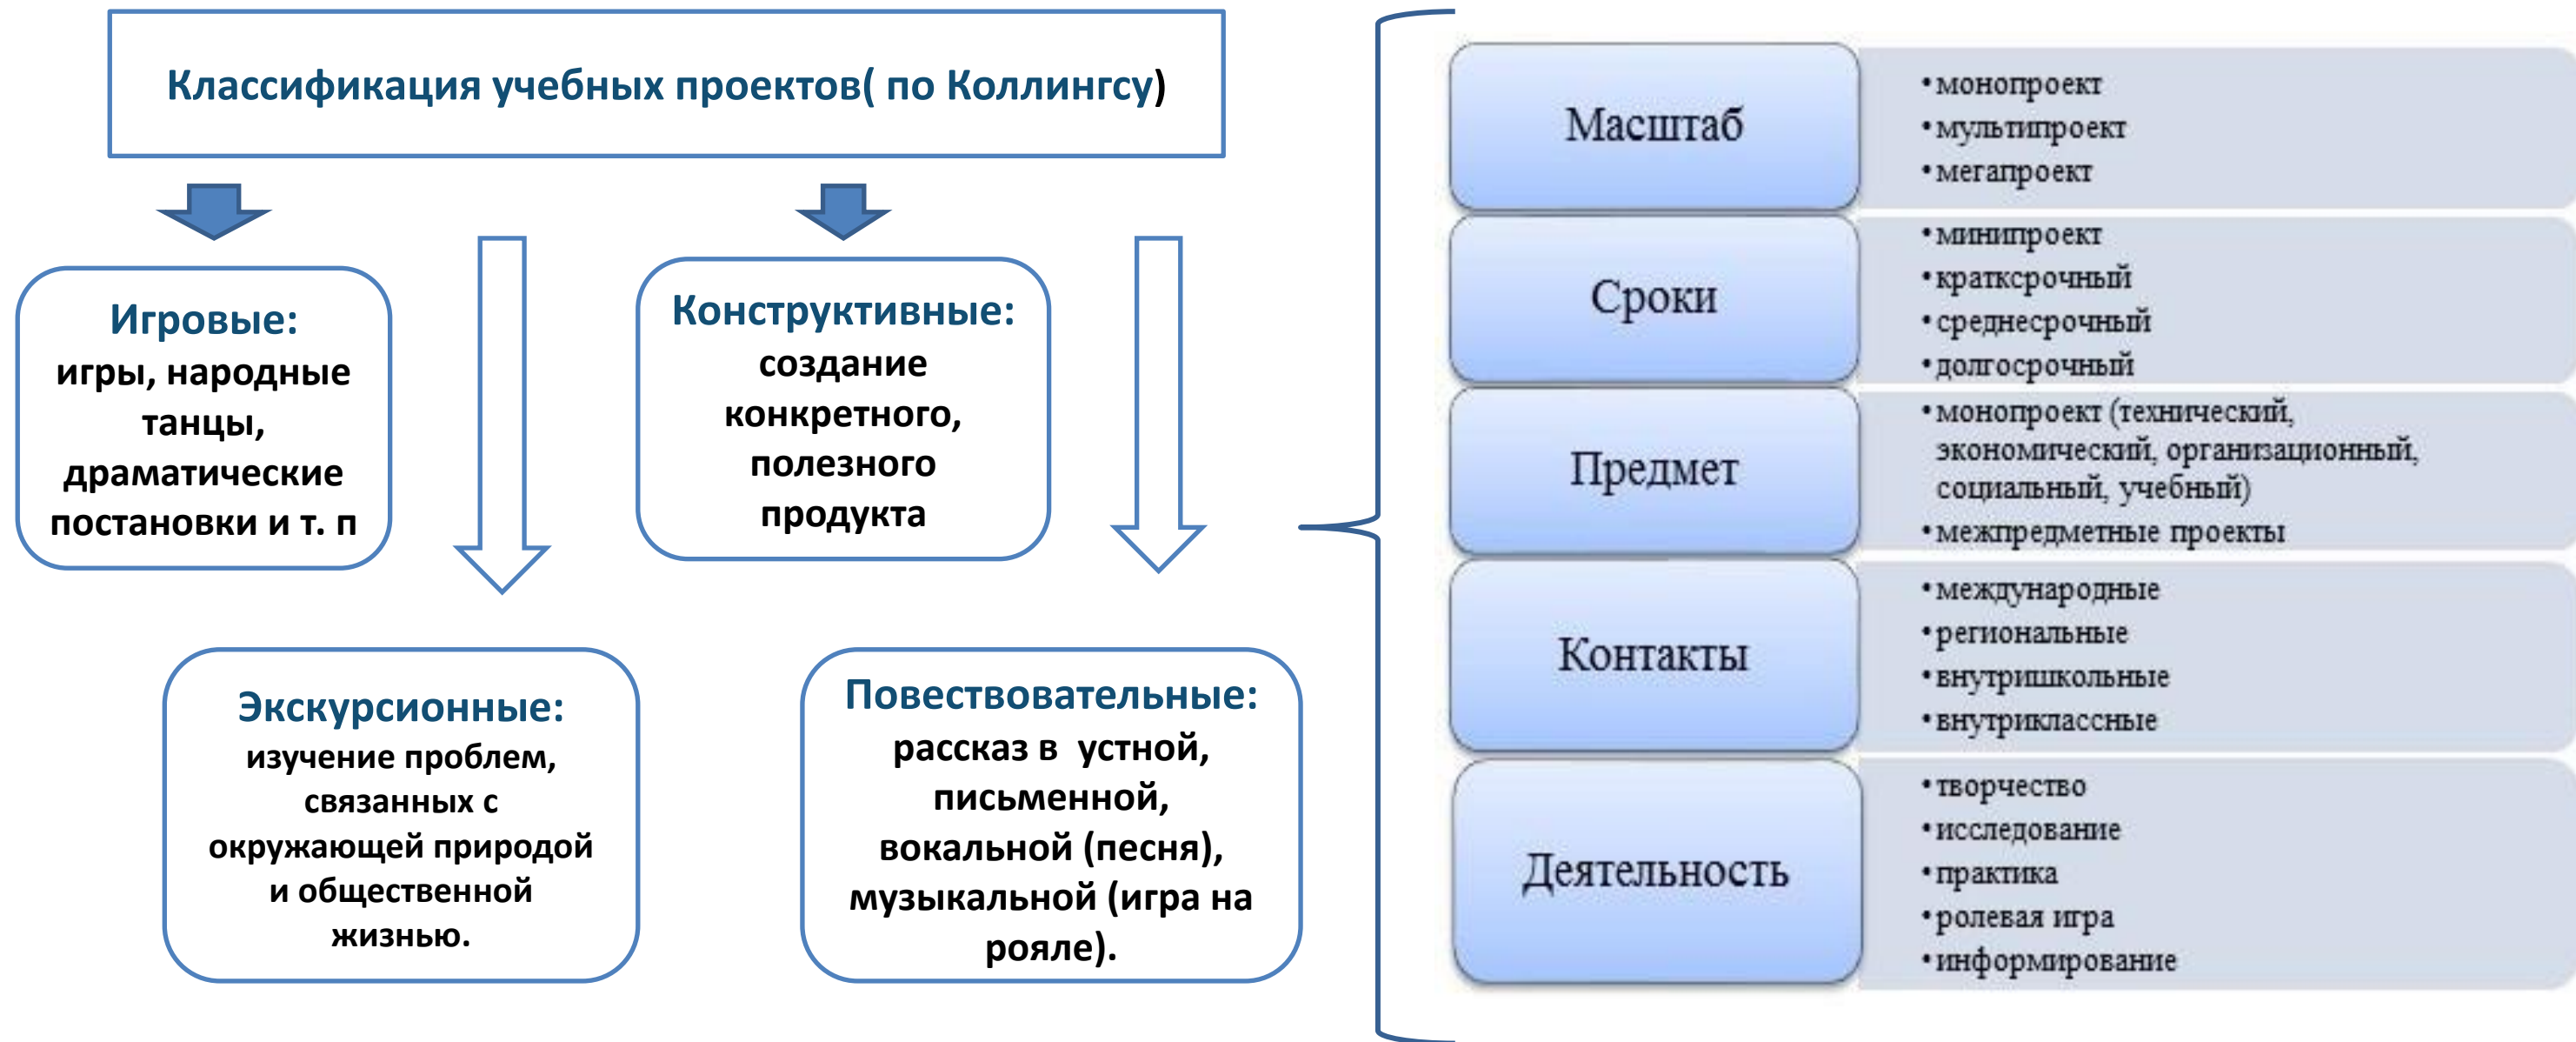 Классификация учебных проектов( по Коллингсу)
Игровые:
игры, народные
танцы,
драматические
постановки и т. п
Конструктивные:
создание
конкретного,
полезного
продукта
Экскурсионные:
изучение проблем,
связанных с
окружающей природой
и общественной
жизнью.
Повествовательные:
рассказ в  устной,
письменной,
вокальной (песня),
музыкальной (игра на
рояле).
Масштаб
•монопроект
•мультипроект
•мегапроект
Сроки
•минипроект
•кратксрочный
•среднесрочный
•долгосрочный
Предмет
•монопроект (технический,
экономический, организационный,
социальный, учебный)
•межпредметные проекты
Контакты
•международные
•региональные
•внутришкольные
•внутриклассные
Деятельность
•творчество
•исследование
•практика
•ролевая игра
•информирование